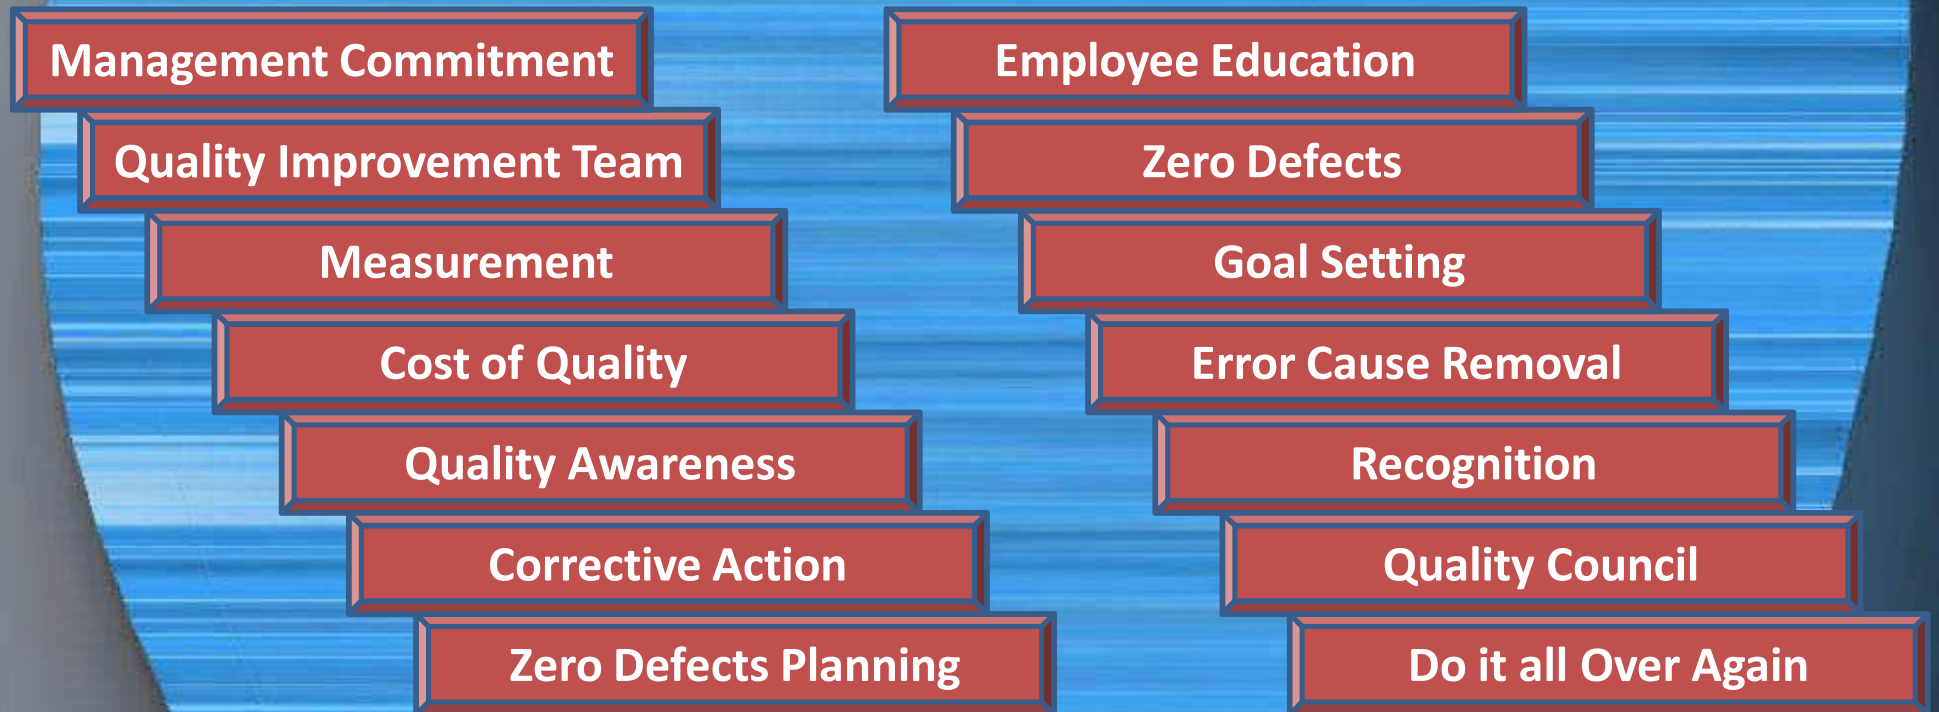 Management Commitment
Quality Improvement Team
Measurement
Cost of Quality
Quality Awareness
Corrective Action
Zero Defects Planning
Employee Education
Zero Defects
Goal Setting
Error Cause Removal
Recognition
Quality Council
Do it all Over Again